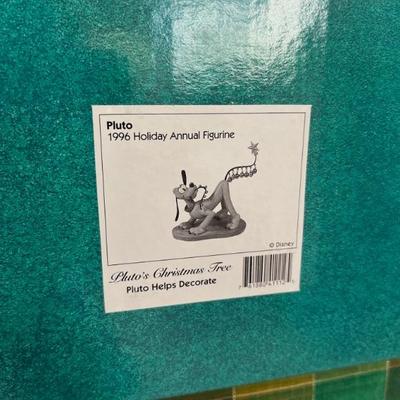 Pluto
1996 Holiday Annual Figurine
© Disney
Pluto's Christmas Tree
Pluto Helps Decorate